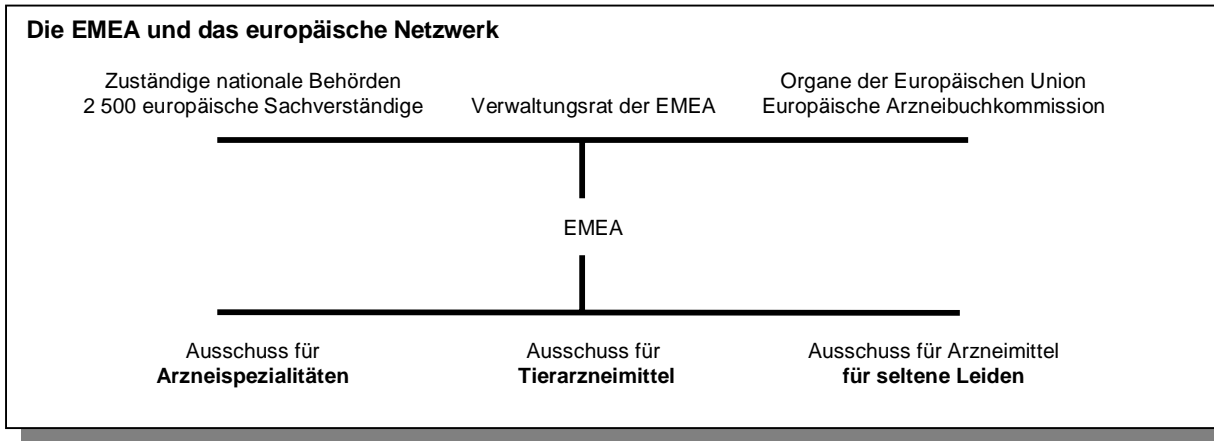 Die EMEA und das europäische Netzwerk
Zuständige nationale Behörden
2 500 europäische Sachverständige
Verwaltungsrat der EMEA
Organe der Europäischen Union
Europäische Arzneibuchkommission
EMEA
Ausschuss für
Arzneispezialitäten
Ausschuss für
Tierarzneimittel
Ausschuss für Arzneimittel
für seltene Leiden